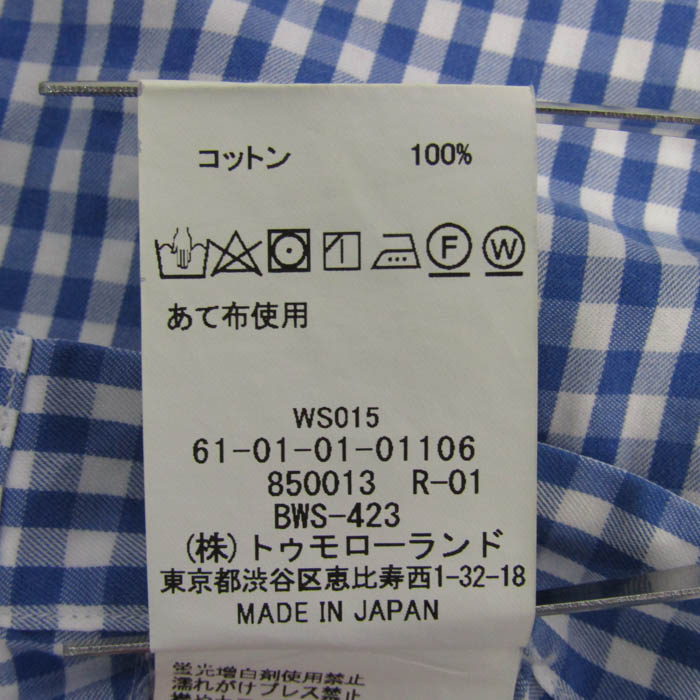 コットン 100%
F W
あて布使用
WS015
61-01-01-01106
850013 R-01
BWS-423
(株)トゥモローランド
東京都渋谷区恵比寿西1-32-18
MADE IN JAPAN
蛍光増白剤使用禁止
濡れがけプレス禁止